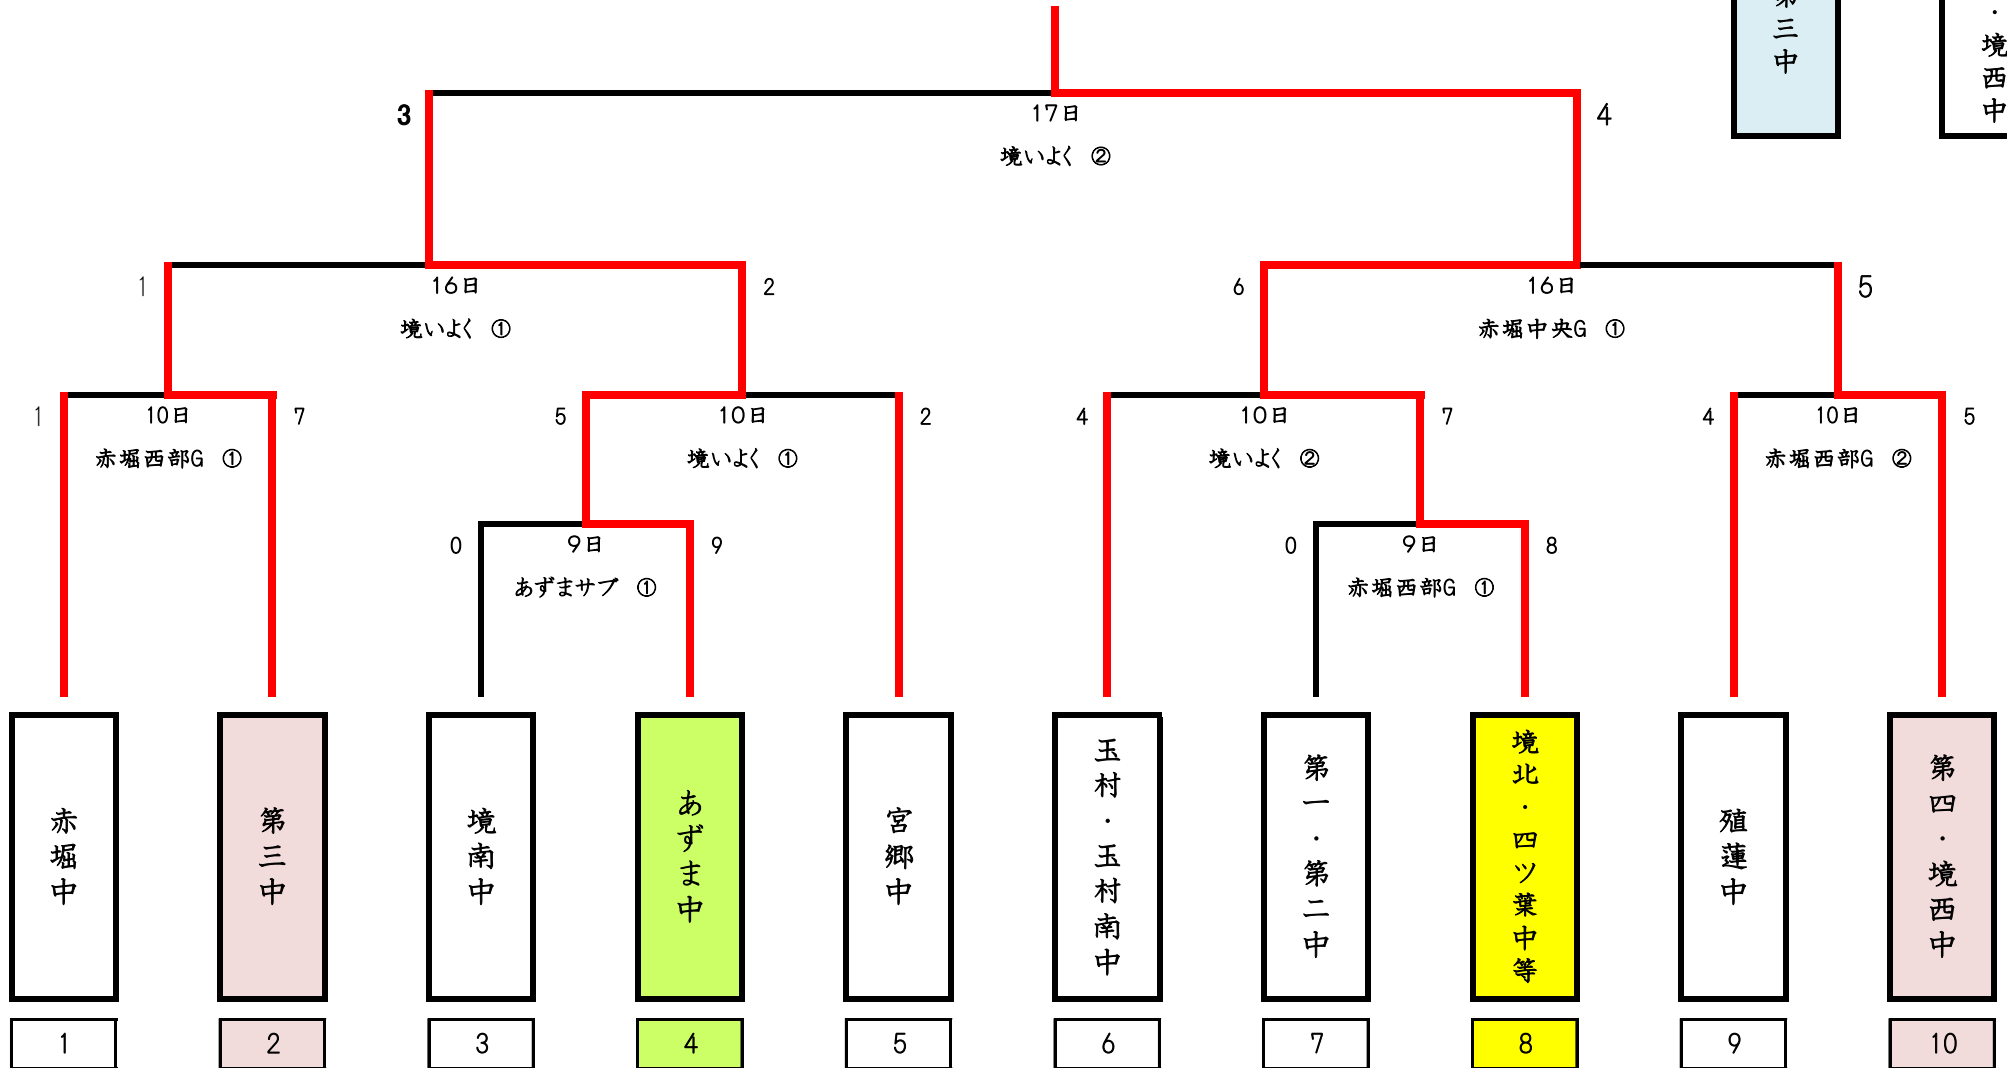 第三中
・境西中
3
17日
4
境いよく ②
1
16日
2
6
16日
5
境いよく ①
赤堀中央G ①
1
10日
7
5
10日
2
4
10日
7
4
10日
5
赤堀西部G ①
境いよく ①
境いよく ②
赤堀西部G ②
0
9日
9
0
9日
8
あずまサブ ①
赤堀西部G ①
赤堀中
第三中
境南中
あずま中
宮郷中
玉村・玉村南中
第一・第二中
境北・四ツ葉中等
殖蓮中
第四・境西中
1
2
3
4
5
6
7
8
9
10